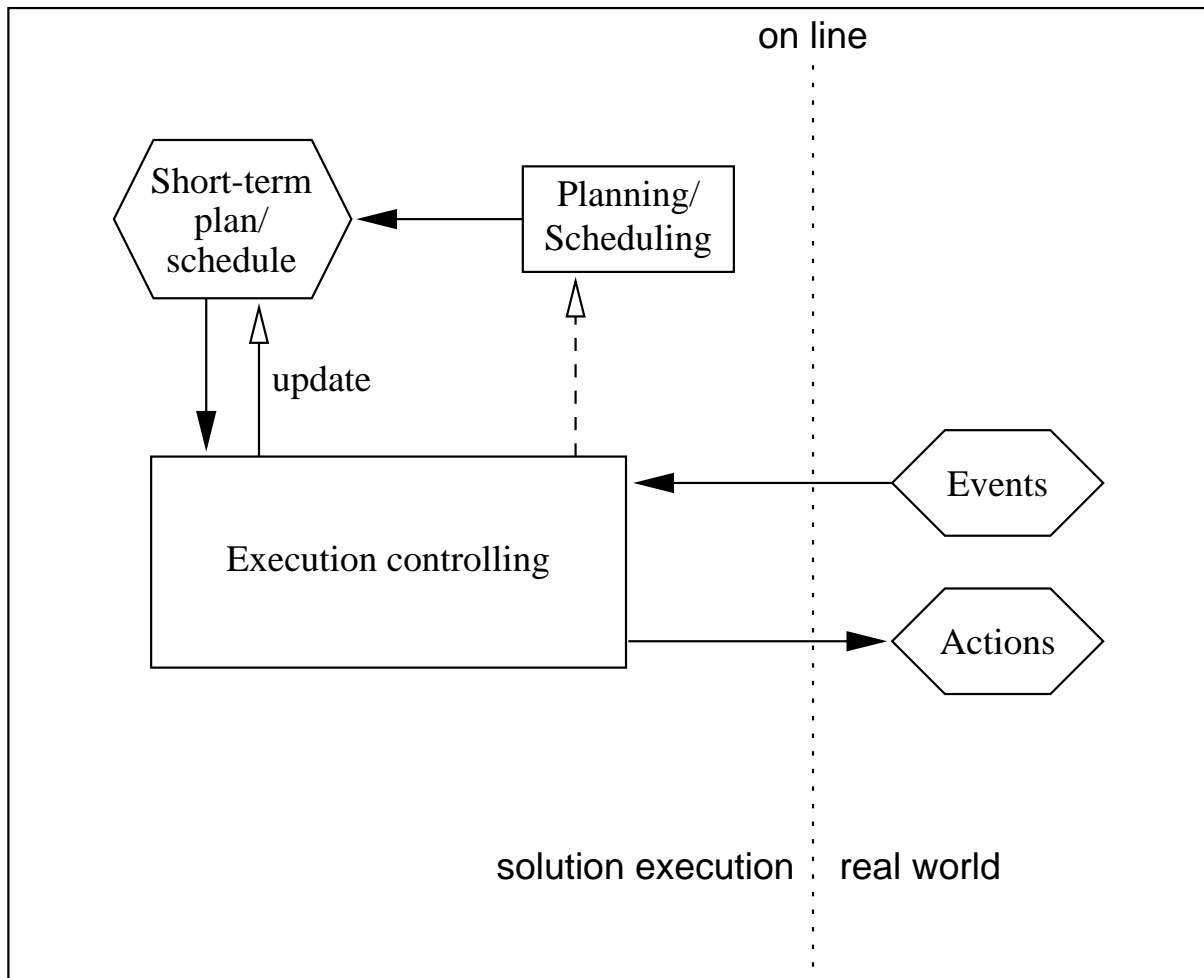 on line
Short-term
plan/
schedule
Planning/
Scheduling
update
Events
Execution controlling
Actions
solution execution
real world